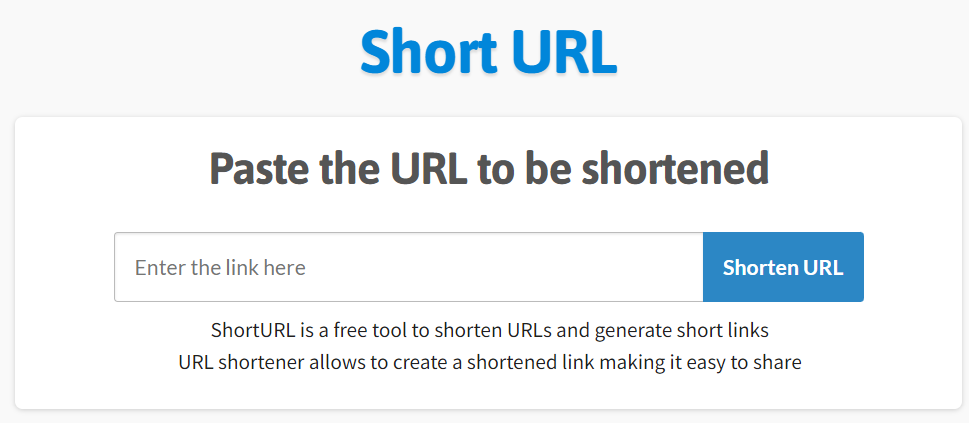 Short URL
Paste the URL to be shortened
Enter the link here
Shorten URL
ShortURL is a free tool to shorten URLs and generate short links
URL shortener allows to create a shortened link making it easy to share